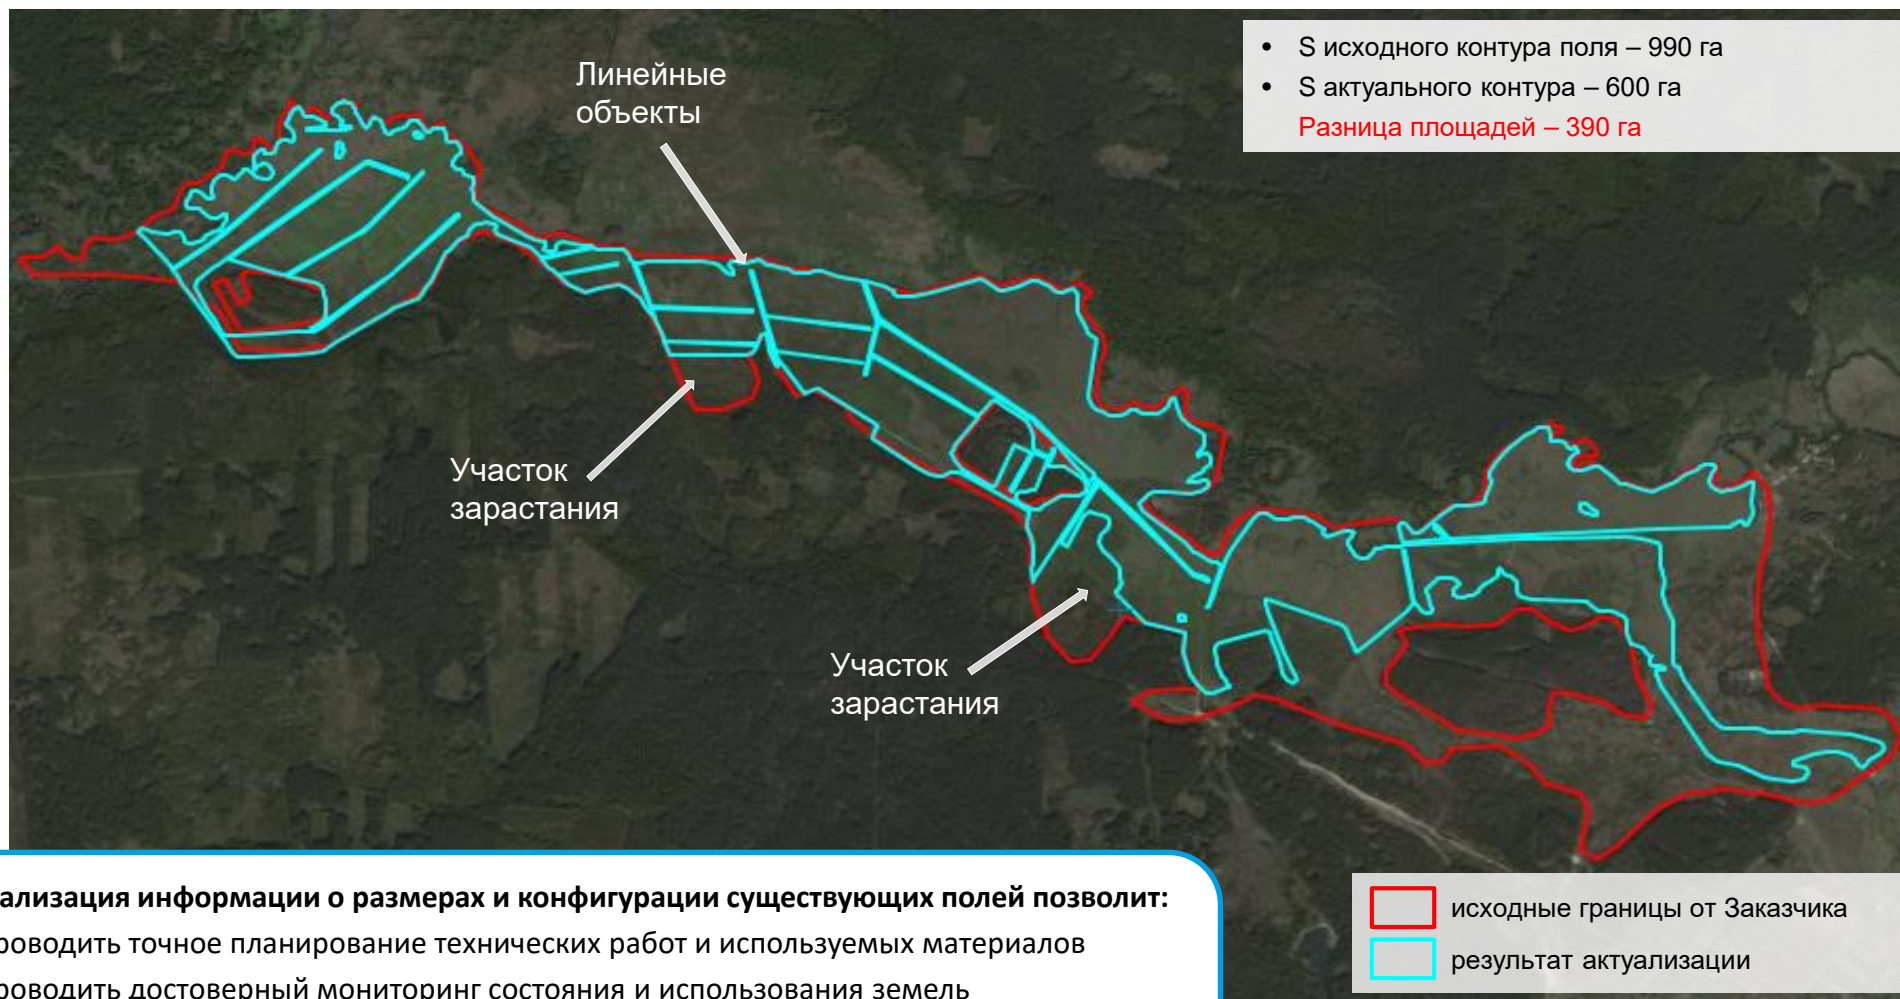 • S исходного контура поля – 990 га
• S актуального контура – 600 га
Разница площадей – 390 га
Линейные
объекты
Участок
зарастания
Участок
зарастания
ализация информации о размерах и конфигурации существующих полей позволит:
роводить точное планирование технических работ и используемых материалов
роводить достоверный мониторинг состояния и использования земель
исходные границы от Заказчика
результат актуализации